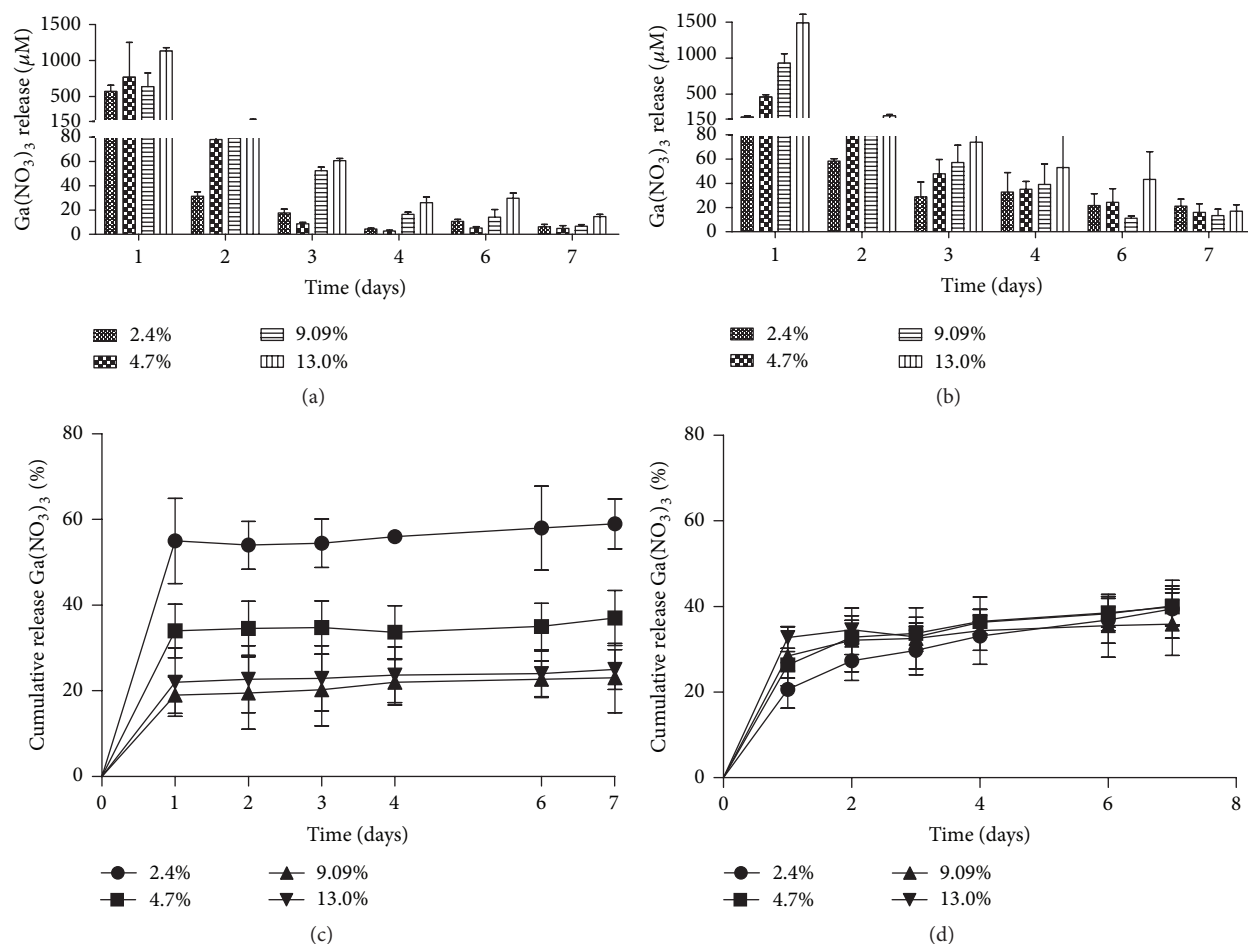 Ga(NO₃)₃ release (μM)
1500
1000
500
150
80
60
40
20
0
1 2 3 4 6 7
Time (days)
2.4% 9.09%
4.7% 13.0%
(a)
Ga(NO₃)₃ release (μM)
1500
1000
500
150
80
60
40
20
0
1 2 3 4 6 7
Time (days)
2.4% 9.09%
4.7% 13.0%
(b)
Cumulative release Ga(NO₃)₃ (%)
80
60
40
20
0
0 1 2 3 4 6 7
Time (days)
2.4% 9.09%
4.7% 13.0%
(c)
Cumulative release Ga(NO₃)₃ (%)
80
60
40
20
0
0 2 4 6 8
Time (days)
2.4% 9.09%
4.7% 13.0%
(d)